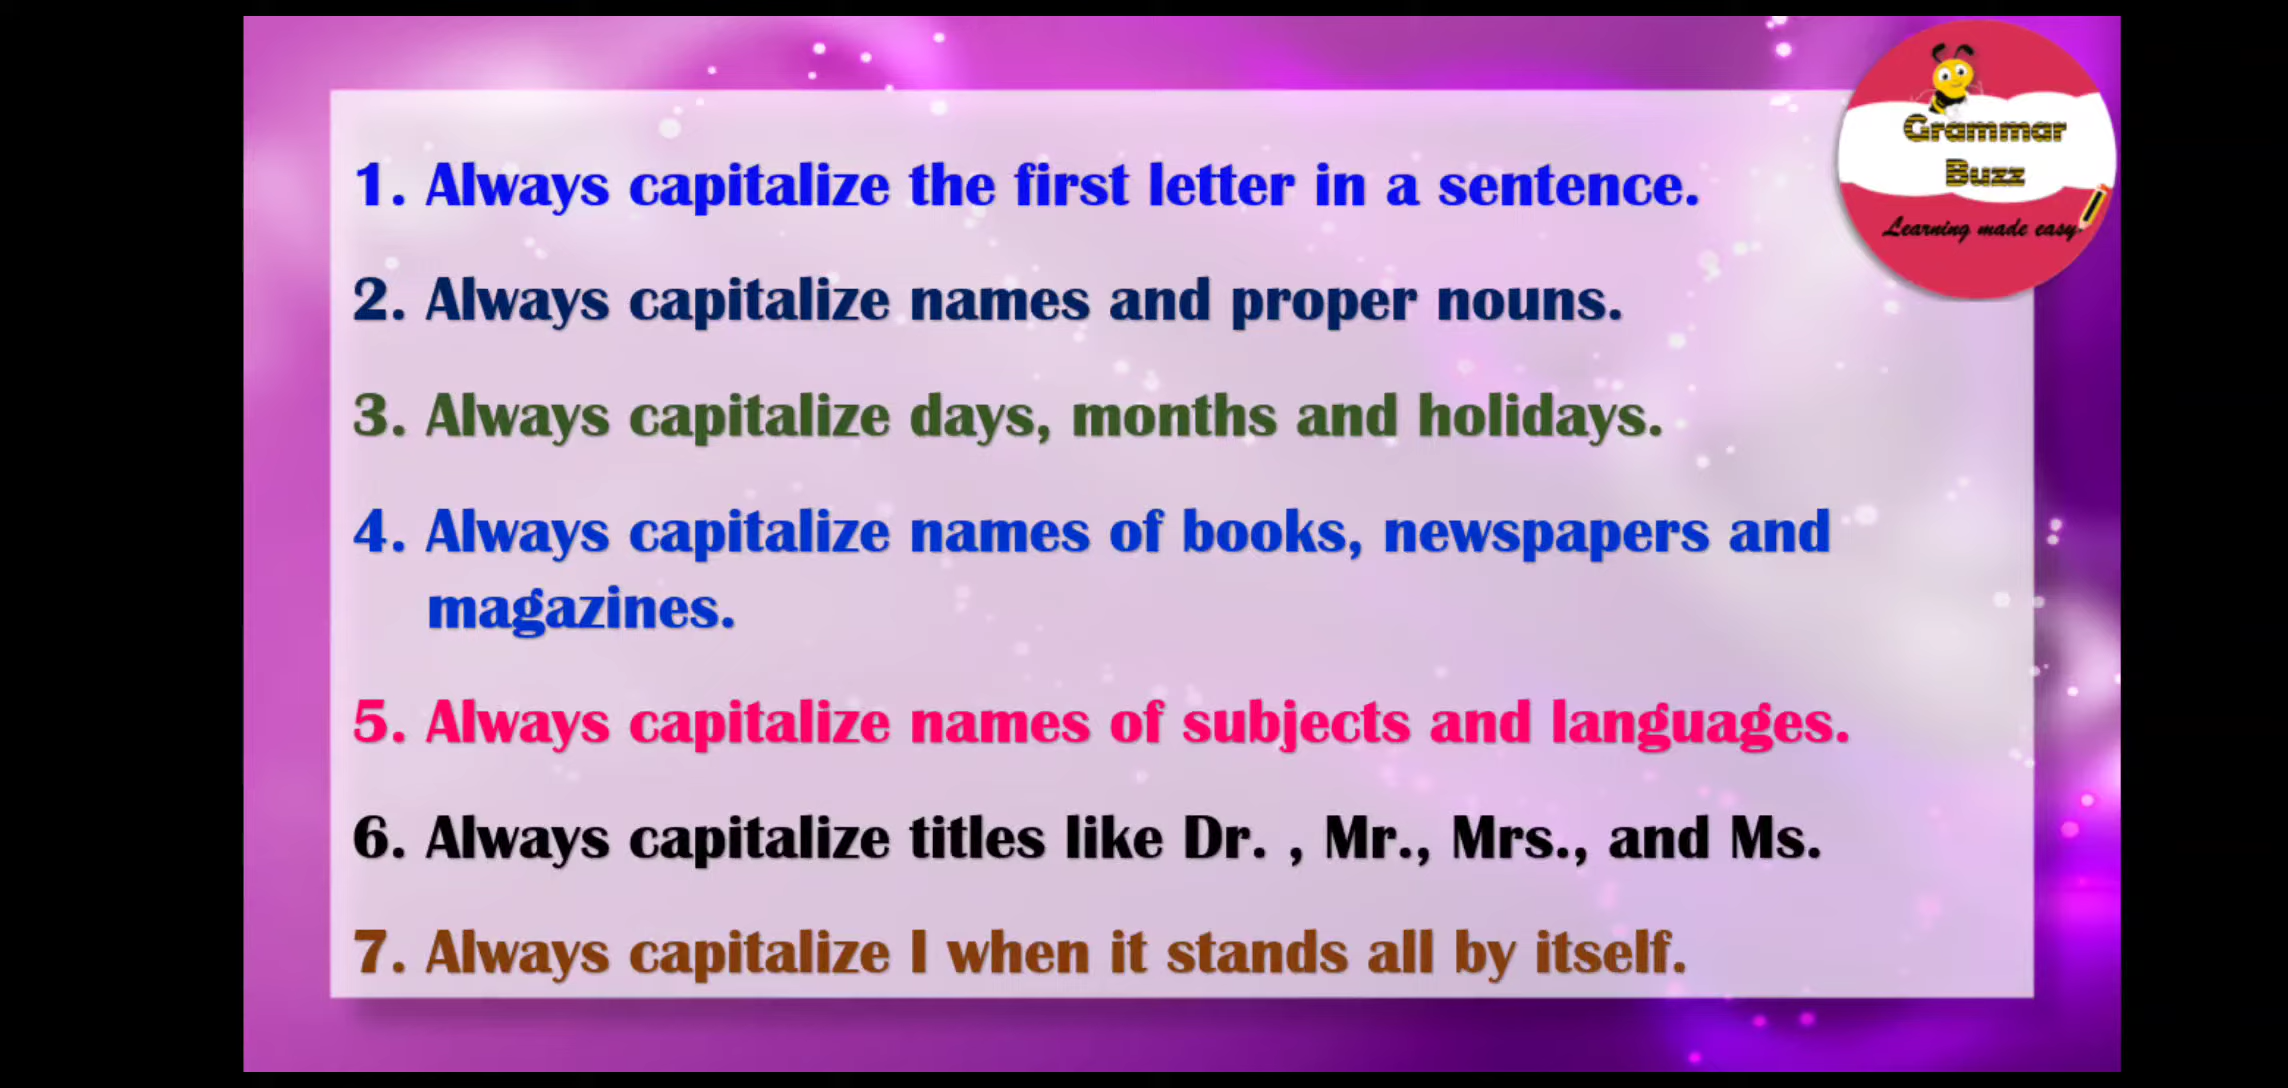 Grammar
Buzz
Learning made easy
1. Always capitalize the first letter in a sentence.
2. Always capitalize names and proper nouns.
3. Always capitalize days, months and holidays.
4. Always capitalize names of books, newspapers and
magazines.
5. Always capitalize names of subjects and languages.
6. Always capitalize titles like Dr. , Mr., Mrs., and Ms.
7. Always capitalize I when it stands all by itself.